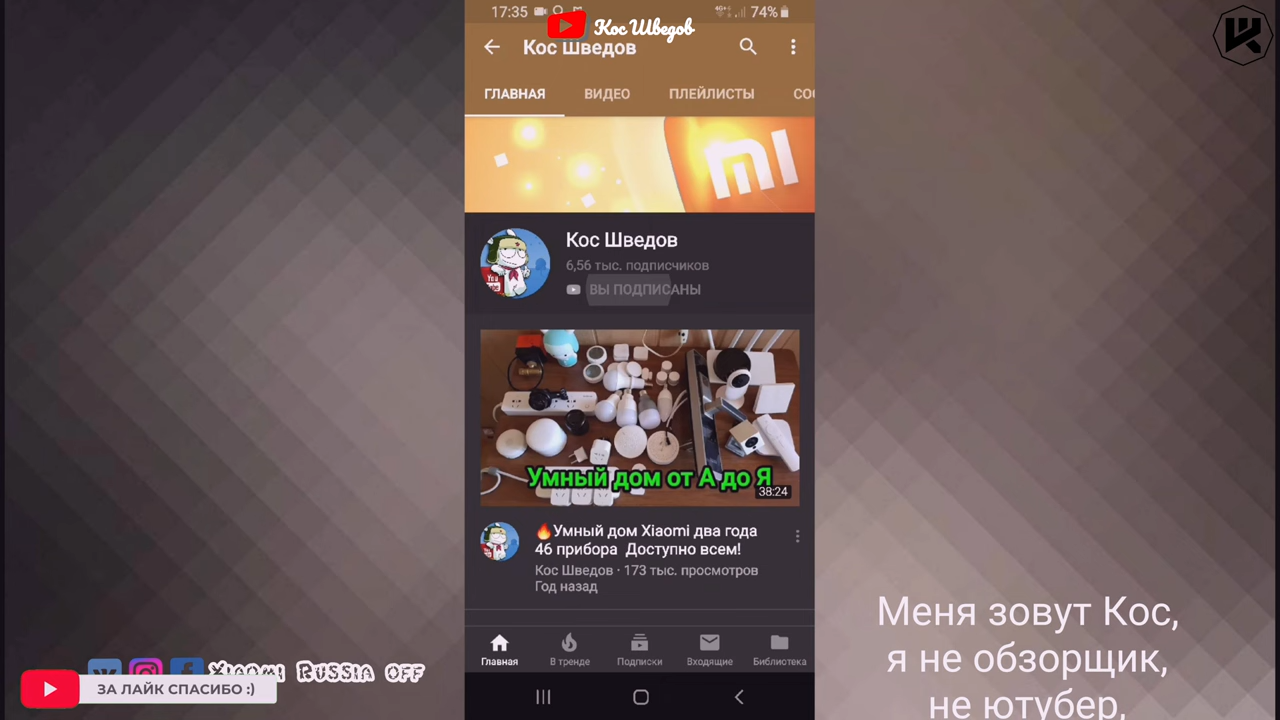 17:35
4G+
74%
Кос Шведов
Кос Шведов
ГЛАВНАЯ
ВИДЕО
ПЛЕЙЛИСТЫ
СОО
mi
Кос Шведов
6,56 тыс. подписчиков
ВЫ ПОДПИСАНЫ
You
Умный дом от А до Я
38:24
🔥Умный дом Xiaomi два года
46 прибора Доступно всем!
Кос Шведов · 173 тыс. просмотров
Год назад
Главная
В тренде
Подписки
Входящие
Библиотека
Xiaomi Russia off
ЗА ЛАЙК СПАСИБО :)
Меня зовут Кос,
я не обзорщик,
не ютубер,